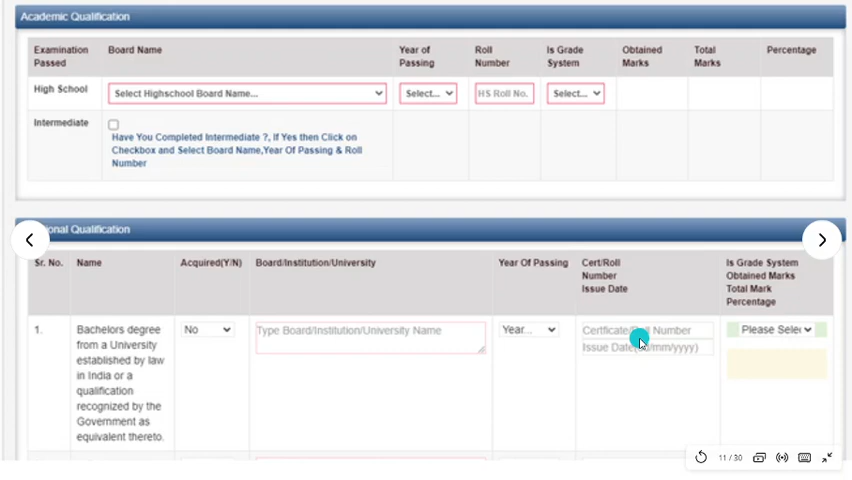 Academic Qualification
Examination Passed Board Name Year of Passing Roll Number Is Grade System Obtained Marks Total Marks Percentage
High School Select Highschool Board Name... Select... HS Roll No. Select...
Intermediate
Have You Completed Intermediate ?, If Yes then Click on
Checkbox and Select Board Name,Year Of Passing & Roll
Number
onal Qualification
Sr. No. Name Acquired(Y/N) Board/Institution/University Year Of Passing Cert/Roll Number Issue Date Is Grade System Obtained Marks Total Mark Percentage
1. Bachelors degree No Type Board/Institution/University Name Year... Certficate/Roll Number Please Selec
from a University Issue Date(dd/mm/yyyy)
established by law
in India or a
qualification
recognized by the
Government as
equivalent thereto.
11 / 30